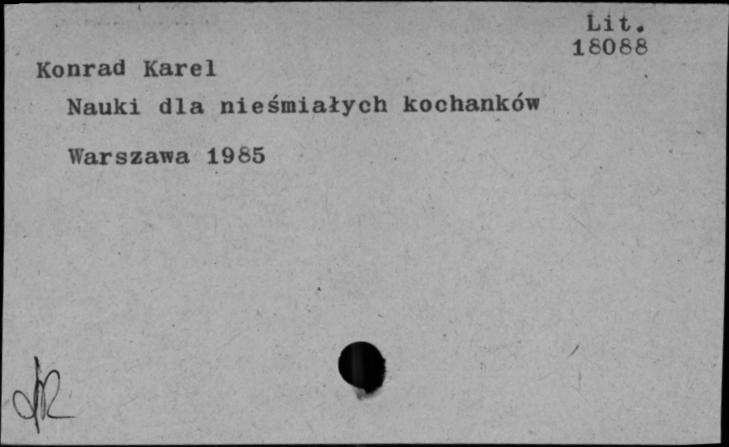 Lit.
18088
Konrad Karel
Nauki dla nieśmiałych kochanków
Warszawa 1985